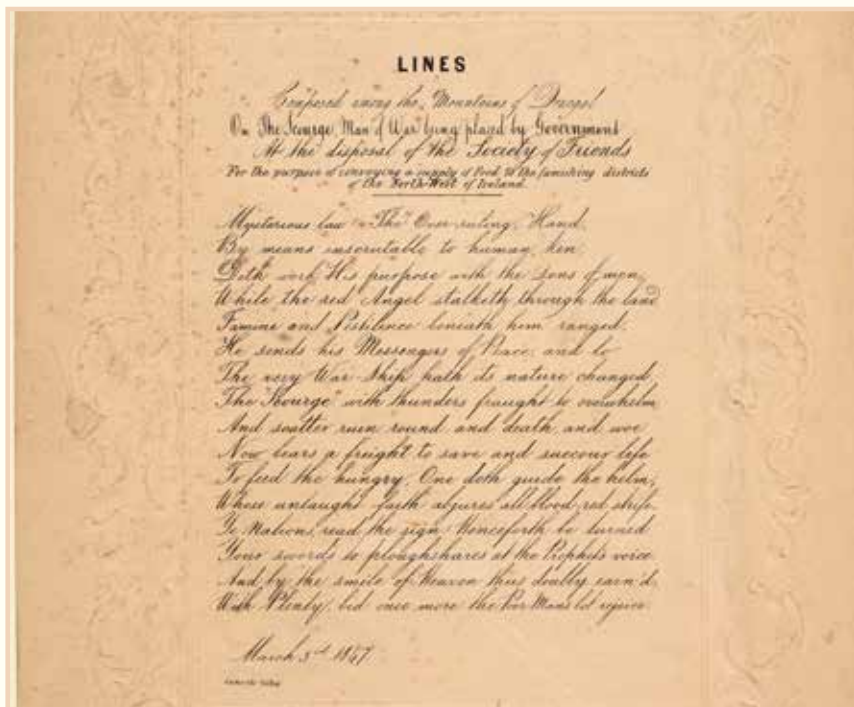 LINES
Composed among the Mountains of Donegal
On The Scourge, Man of War being placed by Government
At the disposal of the Society of Friends
For the purpose of conveying a supply of Food to the famishing districts
of the North-West of Ireland.
Mysterious law The Over-ruling Hand
By means inscrutable to human ken
Doth work His purpose with the sons of men,
While the red Angel stalketh through the land
Famine and Pestilence beneath him ranged.
He sends his Messengers of Peace, and lo
The very War Ship hath its nature changed
The "Scourge" with thunders fraught to overwhelm
And scatter ruin round and death and woe
Now bears a freight to save and succour life
To feed the hungry. One doth guide the helm,
Whose untaught faith abjures all blood-red strife.
Ye Nations, read the sign Henceforth be turned
Your swords to ploughshares at the Prophet's voice
And by the smile of Heaven thus doubly earn'd,
With Plenty, bid once more the Poor Mans lot rejoice.
March 3rd 1847